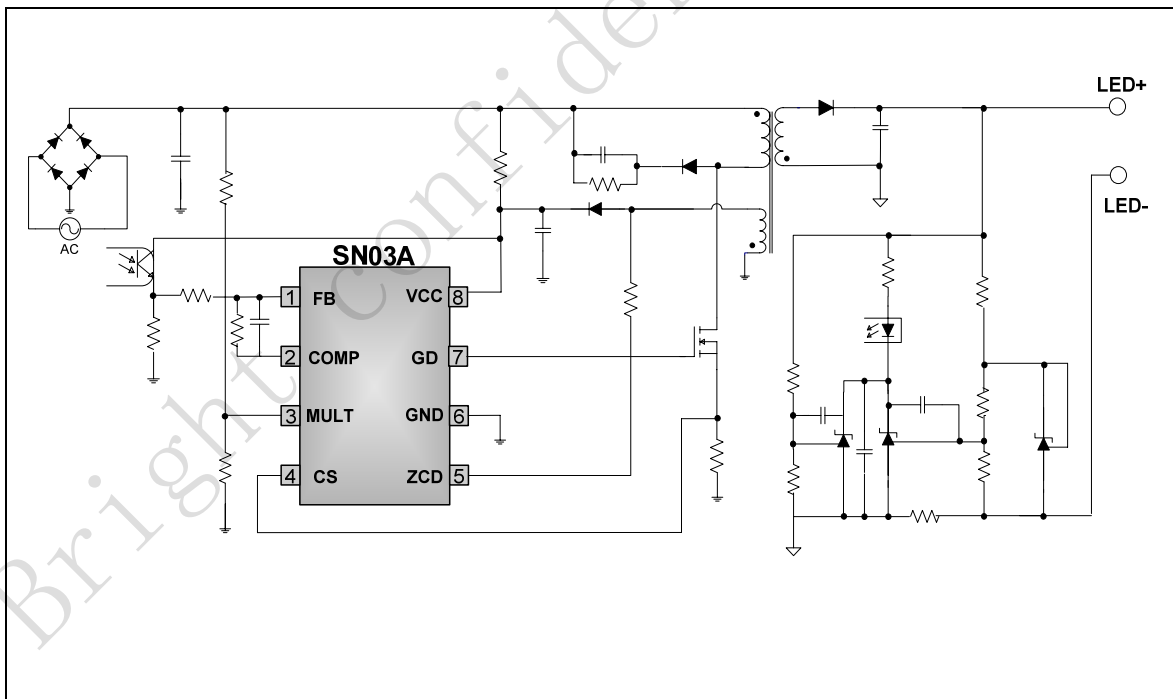 LED+
LED-
AC
SN03A
1 FB VCC 8
2 COMP GD 7
3 MULT GND 6
4 CS ZCD 5
Bright confide